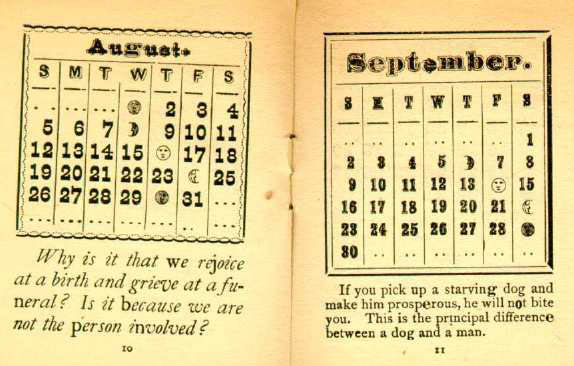 August.
S M T W T F S
. . . . . . . . . 2 3 4
5 6 7 9 10 11
12 13 14 15 17 18
19 20 21 22 23 25
26 27 28 29 31
Why is it that we rejoice
at a birth and grieve at a fu-
neral? Is it because we are
not the person involved?
10
September.
S M T W T F S
1
2 3 4 5 7 8
9 10 11 12 13 15
16 17 18 19 20 21
23 24 25 26 27 28
30
If you pick up a starving dog and
make him prosperous, he will not bite
you. This is the principal difference
between a dog and a man.
11